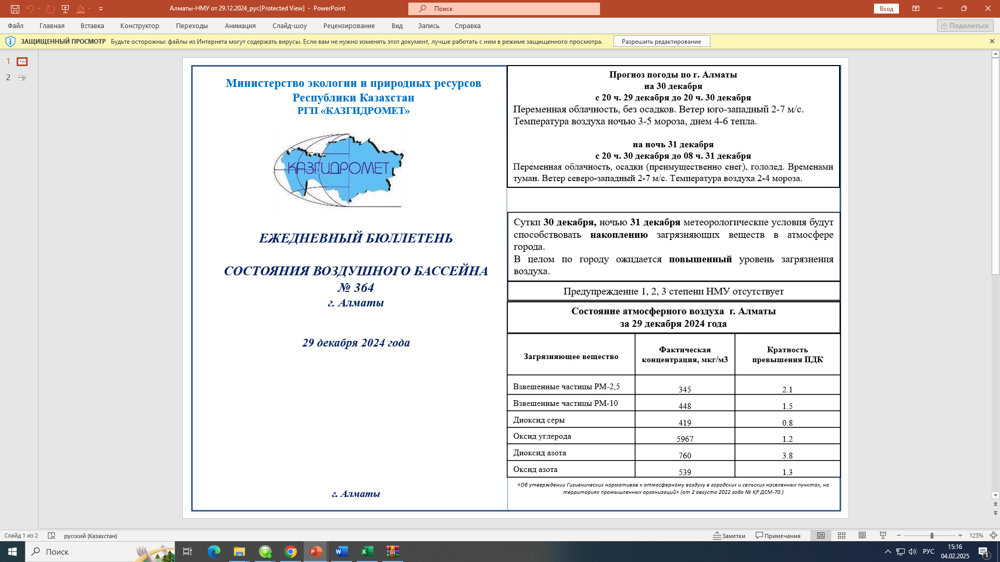 Алматы-НМУ от 29.12.2024_рус[Protected View] - PowerPoint
Поиск
Вход
Файл Главная Вставка Конструктор Переходы Анимация Слайд-шоу Рецензирование Вид Запись Справка
Поделиться
ЗАЩИЩЕННЫЙ ПРОСМОТР Будьте осторожны: файлы из Интернета могут содержать вирусы. Если вам не нужно изменять этот документ, лучше работать с ним в режиме защищенного просмотра. Разрешить редактирование
1
2
Министерство экологии и природных ресурсов
Республики Казахстан
РГП «КАЗГИДРОМЕТ»
КАЗГИДРОМЕТ
ЕЖЕДНЕВНЫЙ БЮЛЛЕТЕНЬ
СОСТОЯНИЯ ВОЗДУШНОГО БАССЕЙНА
№ 364
г. Алматы
29 декабря 2024 года
г. Алматы
Прогноз погоды по г. Алматы
на 30 декабря
с 20 ч. 29 декабря до 20 ч. 30 декабря
Переменная облачность, без осадков. Ветер юго-западный 2-7 м/с.
Температура воздуха ночью 3-5 мороза, днем 4-6 тепла.
на ночь 31 декабря
с 20 ч. 30 декабря до 08 ч. 31 декабря
Переменная облачность, осадки (преимущественно снег), гололед. Временами
туман. Ветер северо-западный 2-7 м/с. Температура воздуха 2-4 мороза.
Сутки 30 декабря, ночью 31 декабря метеорологические условия будут
способствовать накоплению загрязняющих веществ в атмосфере
города.
В целом по городу ожидается повышенный уровень загрязнения
воздуха.
Предупреждение 1, 2, 3 степени НМУ отсутствует
Состояние атмосферного воздуха г. Алматы
за 29 декабря 2024 года
Загрязняющее вещество
Фактическая
концентрация, мкг/м3
Кратность
превышения ПДК
Взвешенные частицы РМ-2,5 345 2.1
Взвешенные частицы РМ-10 448 1.5
Диоксид серы 419 0.8
Оксид углерода 5967 1.2
Диоксид азота 760 3.8
Оксид азота 539 1.3
«Об утверждении Гигиенических нормативов к атмосферному воздуху в городских и сельских населенных пунктах, на
территориях промышленных организаций» (от 2 августа 2022 года № ҚР ДСМ-70.)
Слайд 1 из 2 русский (Казахстан) Заметки Примечания 123%
Поиск
РУС
15:16
04.02.2025
1